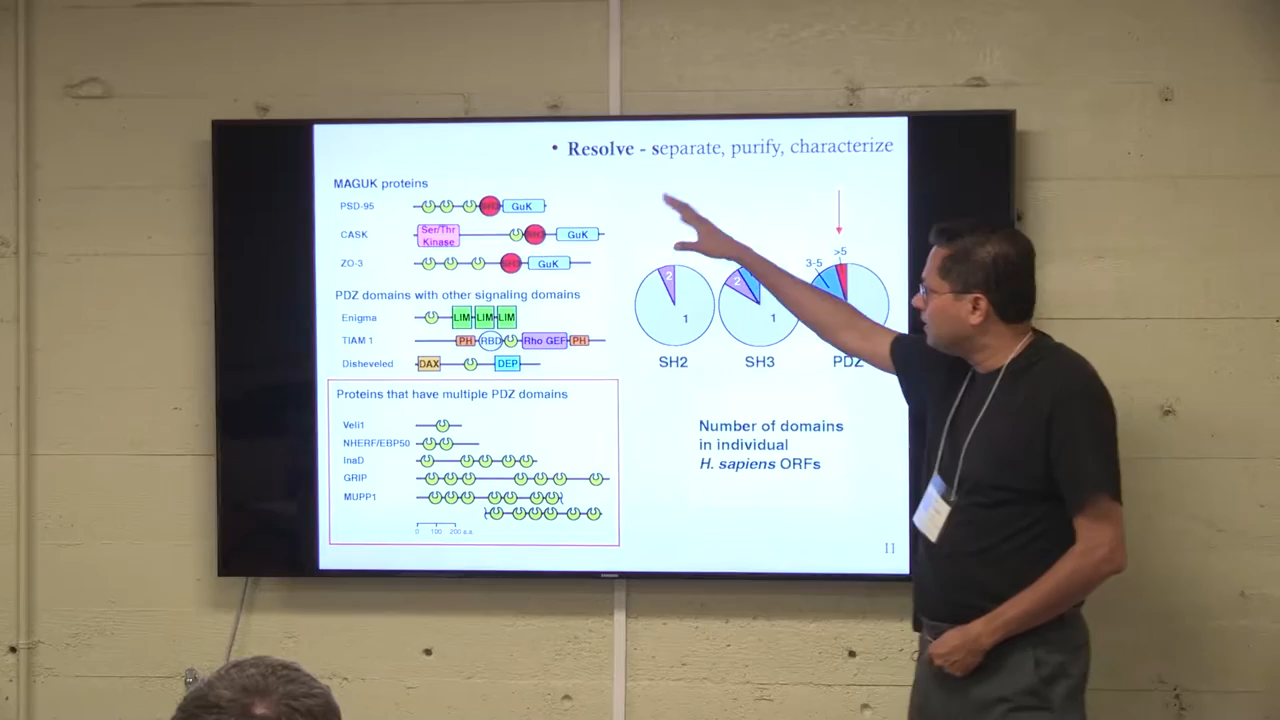 • Resolve - separate, purify, characterize
MAGUK proteins
PSD-95
GuK
CASK
Ser/Thr
Kinase
GuK
ZO-3
GuK
PDZ domains with other signaling domains
Enigma
LIM LIM LIM
TIAM 1
PH RBD Rho GEF PH
Disheveled
DAX DEP
Proteins that have multiple PDZ domains
Veli1
NHERF/EBP50
InaD
GRIP
MUPP1
0 100 200 a.a.
2
1
SH2
2
1
SH3
3-5
>5
PDZ
Number of domains
in individual
H. sapiens ORFs
11
SAMSUNG